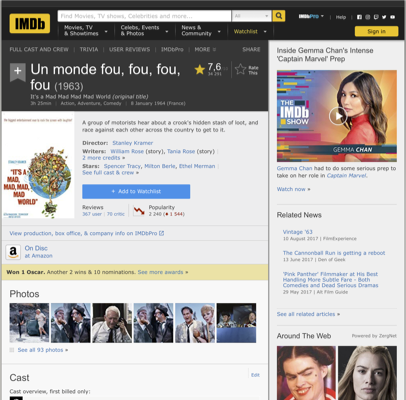 IMDb
Find Movies, TV shows, Celebrities and more...
All
IMDbPro
Help
Movies, TV & Showtimes
Celebs, Events & Photos
News & Community
Watchlist
Sign in
FULL CAST AND CREW | TRIVIA | USER REVIEWS | IMDbPro | MORE
SHARE
Un monde fou, fou, fou, fou (1963)
7,6
Rate This
It's a Mad Mad Mad Mad World (original title)
3h 25min | Action, Adventure, Comedy | 8 January 1964 (France)
IT'S A MAD, MAD, MAD, MAD WORLD
A group of motorists hear about a crook's hidden stash of loot, and race against each other across the country to get to it.
Director: Stanley Kramer
Writers: William Rose (story), Tania Rose (story) |
2 more credits »
Stars: Spencer Tracy, Milton Berle, Ethel Merman |
See full cast & crew »
+ Add to Watchlist
Reviews
367 user | 70 critic
Popularity
2 240
View production, box office, & company info on IMDbPro
On Disc
at Amazon
Won 1 Oscar. Another 2 wins & 10 nominations. See more awards »
Photos
See all 93 photos »
Cast
Edit
Cast overview, first billed only:
Inside Gemma Chan's Intense 'Captain Marvel' Prep
THE IMDb SHOW
GEMMA CHAN
Gemma Chan had to do some serious prep to take on her role in Captain Marvel.
Watch now »
Related News
Vintage '63
10 August 2017 | FilmExperience
The Cannonball Run is getting a reboot
13 June 2017 | Den of Geek
'Pink Panther' Filmmaker at His Best Handling More Subtle Fare - Both Comedies and Dead Serious Dramas
29 May 2017 | Alt Film Guide
See all related articles »
Around The Web
Powered by ZergNet